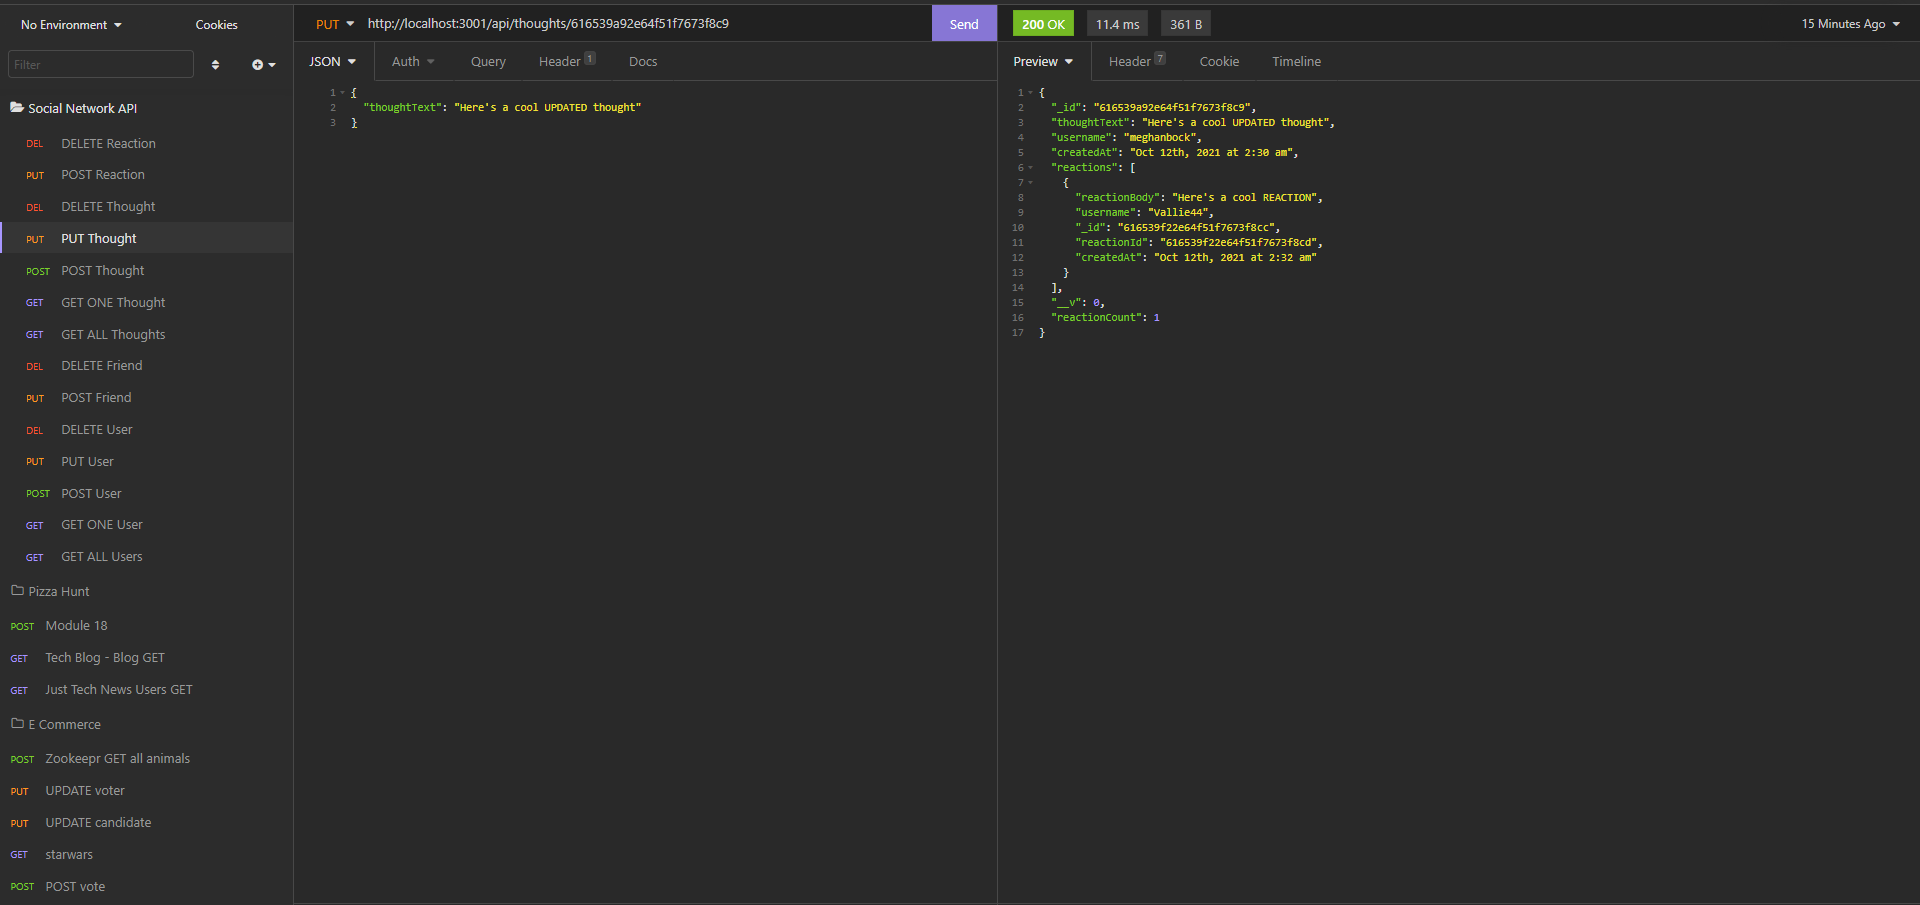 No Environment
Cookies
Filter
Social Network API
DEL DELETE Reaction
PUT POST Reaction
DEL DELETE Thought
PUT PUT Thought
POST POST Thought
GET GET ONE Thought
GET GET ALL Thoughts
DEL DELETE Friend
PUT POST Friend
DEL DELETE User
PUT PUT User
POST POST User
GET GET ONE User
GET GET ALL Users
Pizza Hunt
POST Module 18
GET Tech Blog - Blog GET
GET Just Tech News Users GET
E Commerce
POST Zookeepr GET all animals
PUT UPDATE voter
PUT UPDATE candidate
GET starwars
POST POST vote
PUT http://localhost:3001/api/thoughts/616539a92e64f51f7673f8c9 Send
JSON Auth Query Header 1 Docs
1 {
2 "thoughtText": "Here's a cool UPDATED thought"
3 }
200 OK 11.4 ms 361 B 15 Minutes Ago
Preview Header 7 Cookie Timeline
1 {
2 "_id": "616539a92e64f51f7673f8c9",
3 "thoughtText": "Here's a cool UPDATED thought",
4 "username": "meghanbock",
5 "createdAt": "Oct 12th, 2021 at 2:30 am",
6 "reactions": [
7 {
8 "reactionBody": "Here's a cool REACTION",
9 "username": "Vallie44",
10 "_id": "616539f22e64f51f7673f8cc",
11 "reactionId": "616539f22e64f51f7673f8cd",
12 "createdAt": "Oct 12th, 2021 at 2:32 am"
13 }
14 ],
15 "__v": 0,
16 "reactionCount": 1
17 }